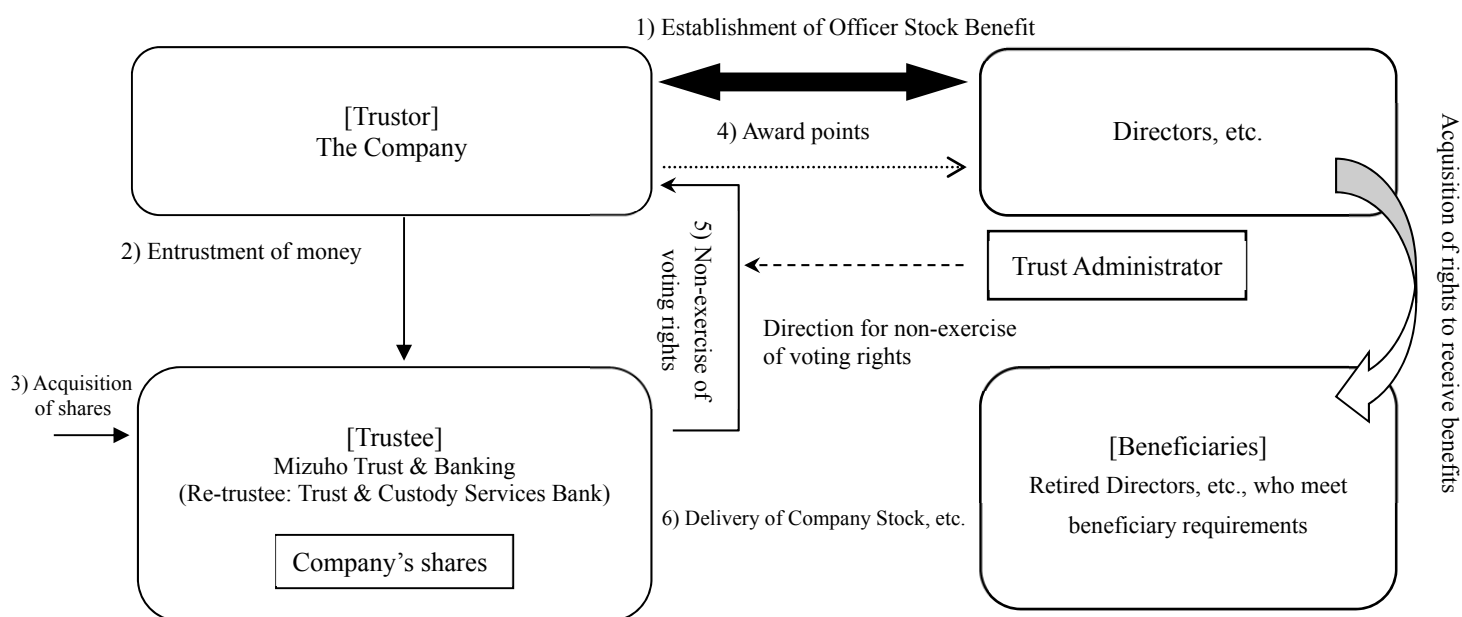 1) Establishment of Officer Stock Benefit
[Trustor]
The Company
4) Award points
Directors, etc.
Acquisition of rights to receive benefits
2) Entrustment of money
5) Non-exercise of
voting rights
Trust Administrator
Direction for non-exercise
of voting rights
3) Acquisition
of shares
[Trustee]
Mizuho Trust & Banking
(Re-trustee: Trust & Custody Services Bank)
Company’s shares
6) Delivery of Company Stock, etc.
[Beneficiaries]
Retired Directors, etc., who meet
beneficiary requirements